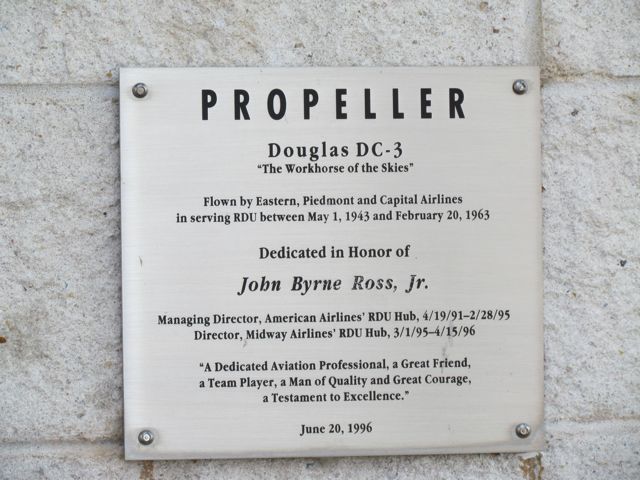 PROPELLER
Douglas DC-3
"The Workhorse of the Skies"
Flown by Eastern, Piedmont and Capital Airlines
in serving RDU between May 1, 1943 and February 20, 1963
Dedicated in Honor of
John Byrne Ross, Jr.
Managing Director, American Airlines' RDU Hub, 4/19/91–2/28/95
Director, Midway Airlines' RDU Hub, 3/1/95–4/15/96
"A Dedicated Aviation Professional, a Great Friend,
a Team Player, a Man of Quality and Great Courage,
a Testament to Excellence."
June 20, 1996